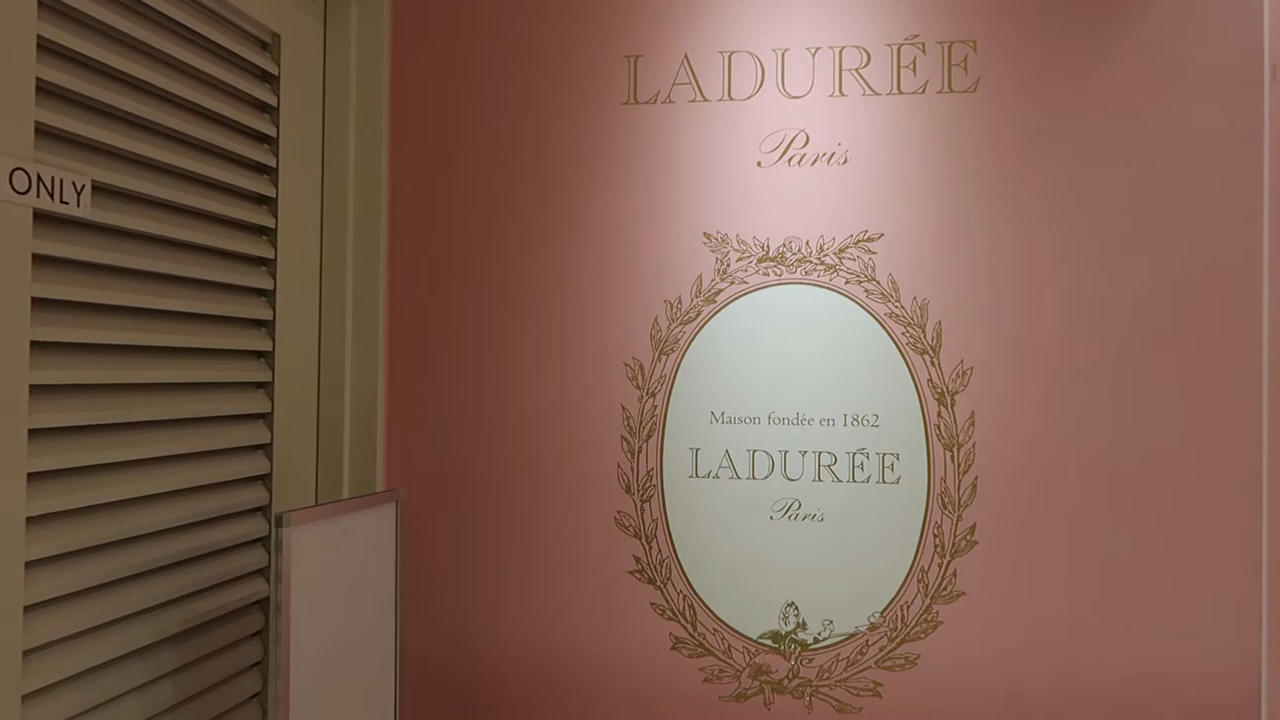 LADURÉE
Paris
ONLY
Maison fondée en 1862
LADURÉE
Paris